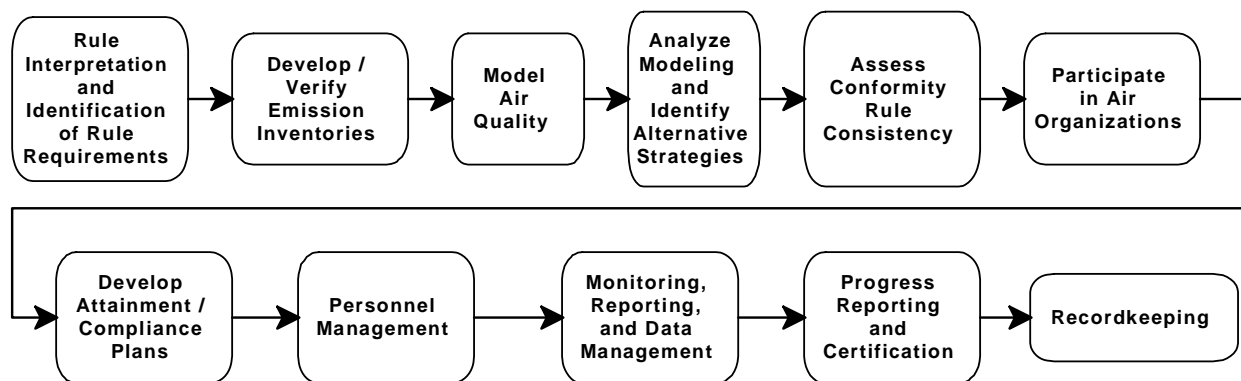 Rule
Interpretation
and
Identification
of Rule
Requirements
Develop /
Verify
Emission
Inventories
Model
Air
Quality
Analyze
Modeling
and
Identify
Alternative
Strategies
Assess
Conformity
Rule
Consistency
Participate
in Air
Organizations
Develop
Attainment /
Compliance
Plans
Personnel
Management
Monitoring,
Reporting,
and Data
Management
Progress
Reporting
and
Certification
Recordkeeping